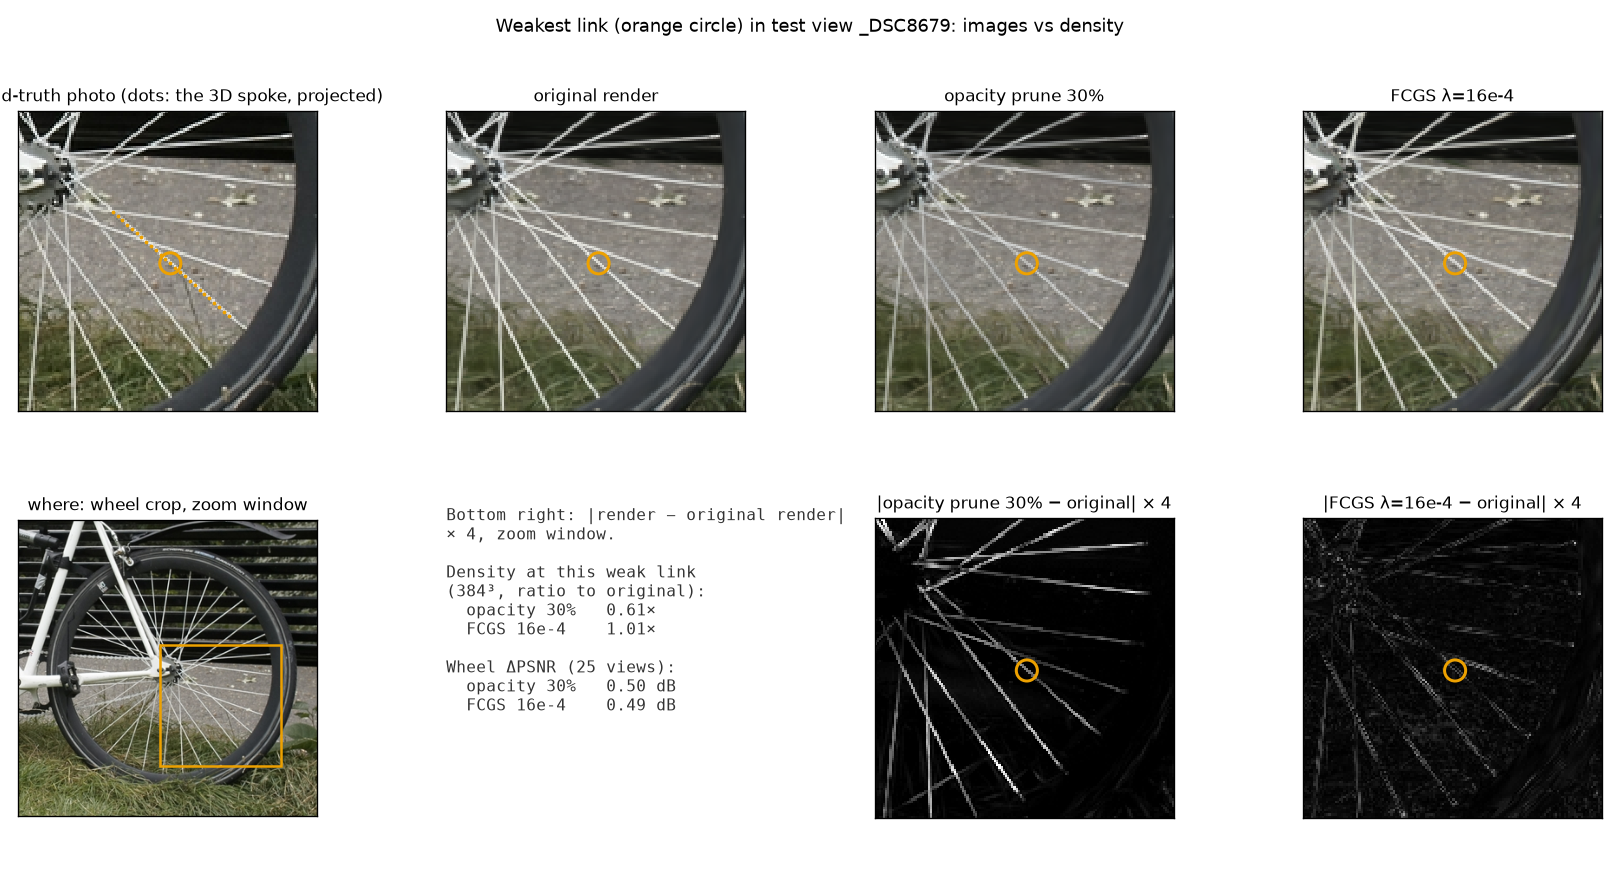 Weakest link (orange circle) in test view _DSC8679: images vs density
d-truth photo (dots: the 3D spoke, projected)
original render
opacity prune 30%
FCGS λ=16e-4
where: wheel crop, zoom window
Bottom right: |render − original render|
× 4, zoom window.
Density at this weak link
(384³, ratio to original):
opacity 30% 0.61×
FCGS 16e-4 1.01×
Wheel ΔPSNR (25 views):
opacity 30% 0.50 dB
FCGS 16e-4 0.49 dB
|opacity prune 30% − original| × 4
|FCGS λ=16e-4 − original| × 4